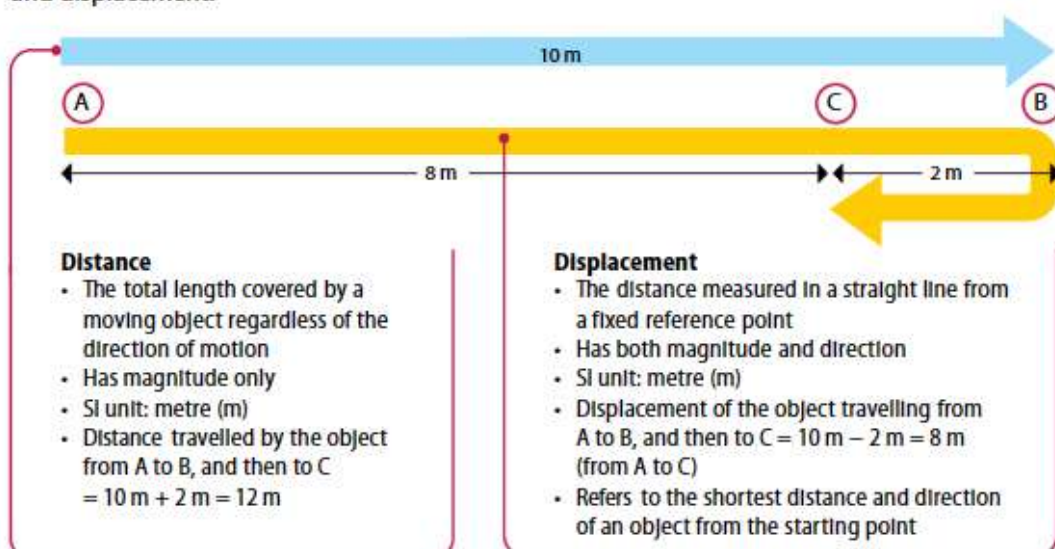 10 m
A
C
B
8 m
2 m
Distance
• The total length covered by a
moving object regardless of the
direction of motion
• Has magnitude only
• SI unit: metre (m)
• Distance travelled by the object
from A to B, and then to C
= 10 m + 2 m = 12 m
Displacement
• The distance measured in a straight line from
a fixed reference point
• Has both magnitude and direction
• SI unit: metre (m)
• Displacement of the object travelling from
A to B, and then to C = 10 m – 2 m = 8 m
(from A to C)
• Refers to the shortest distance and direction
of an object from the starting point